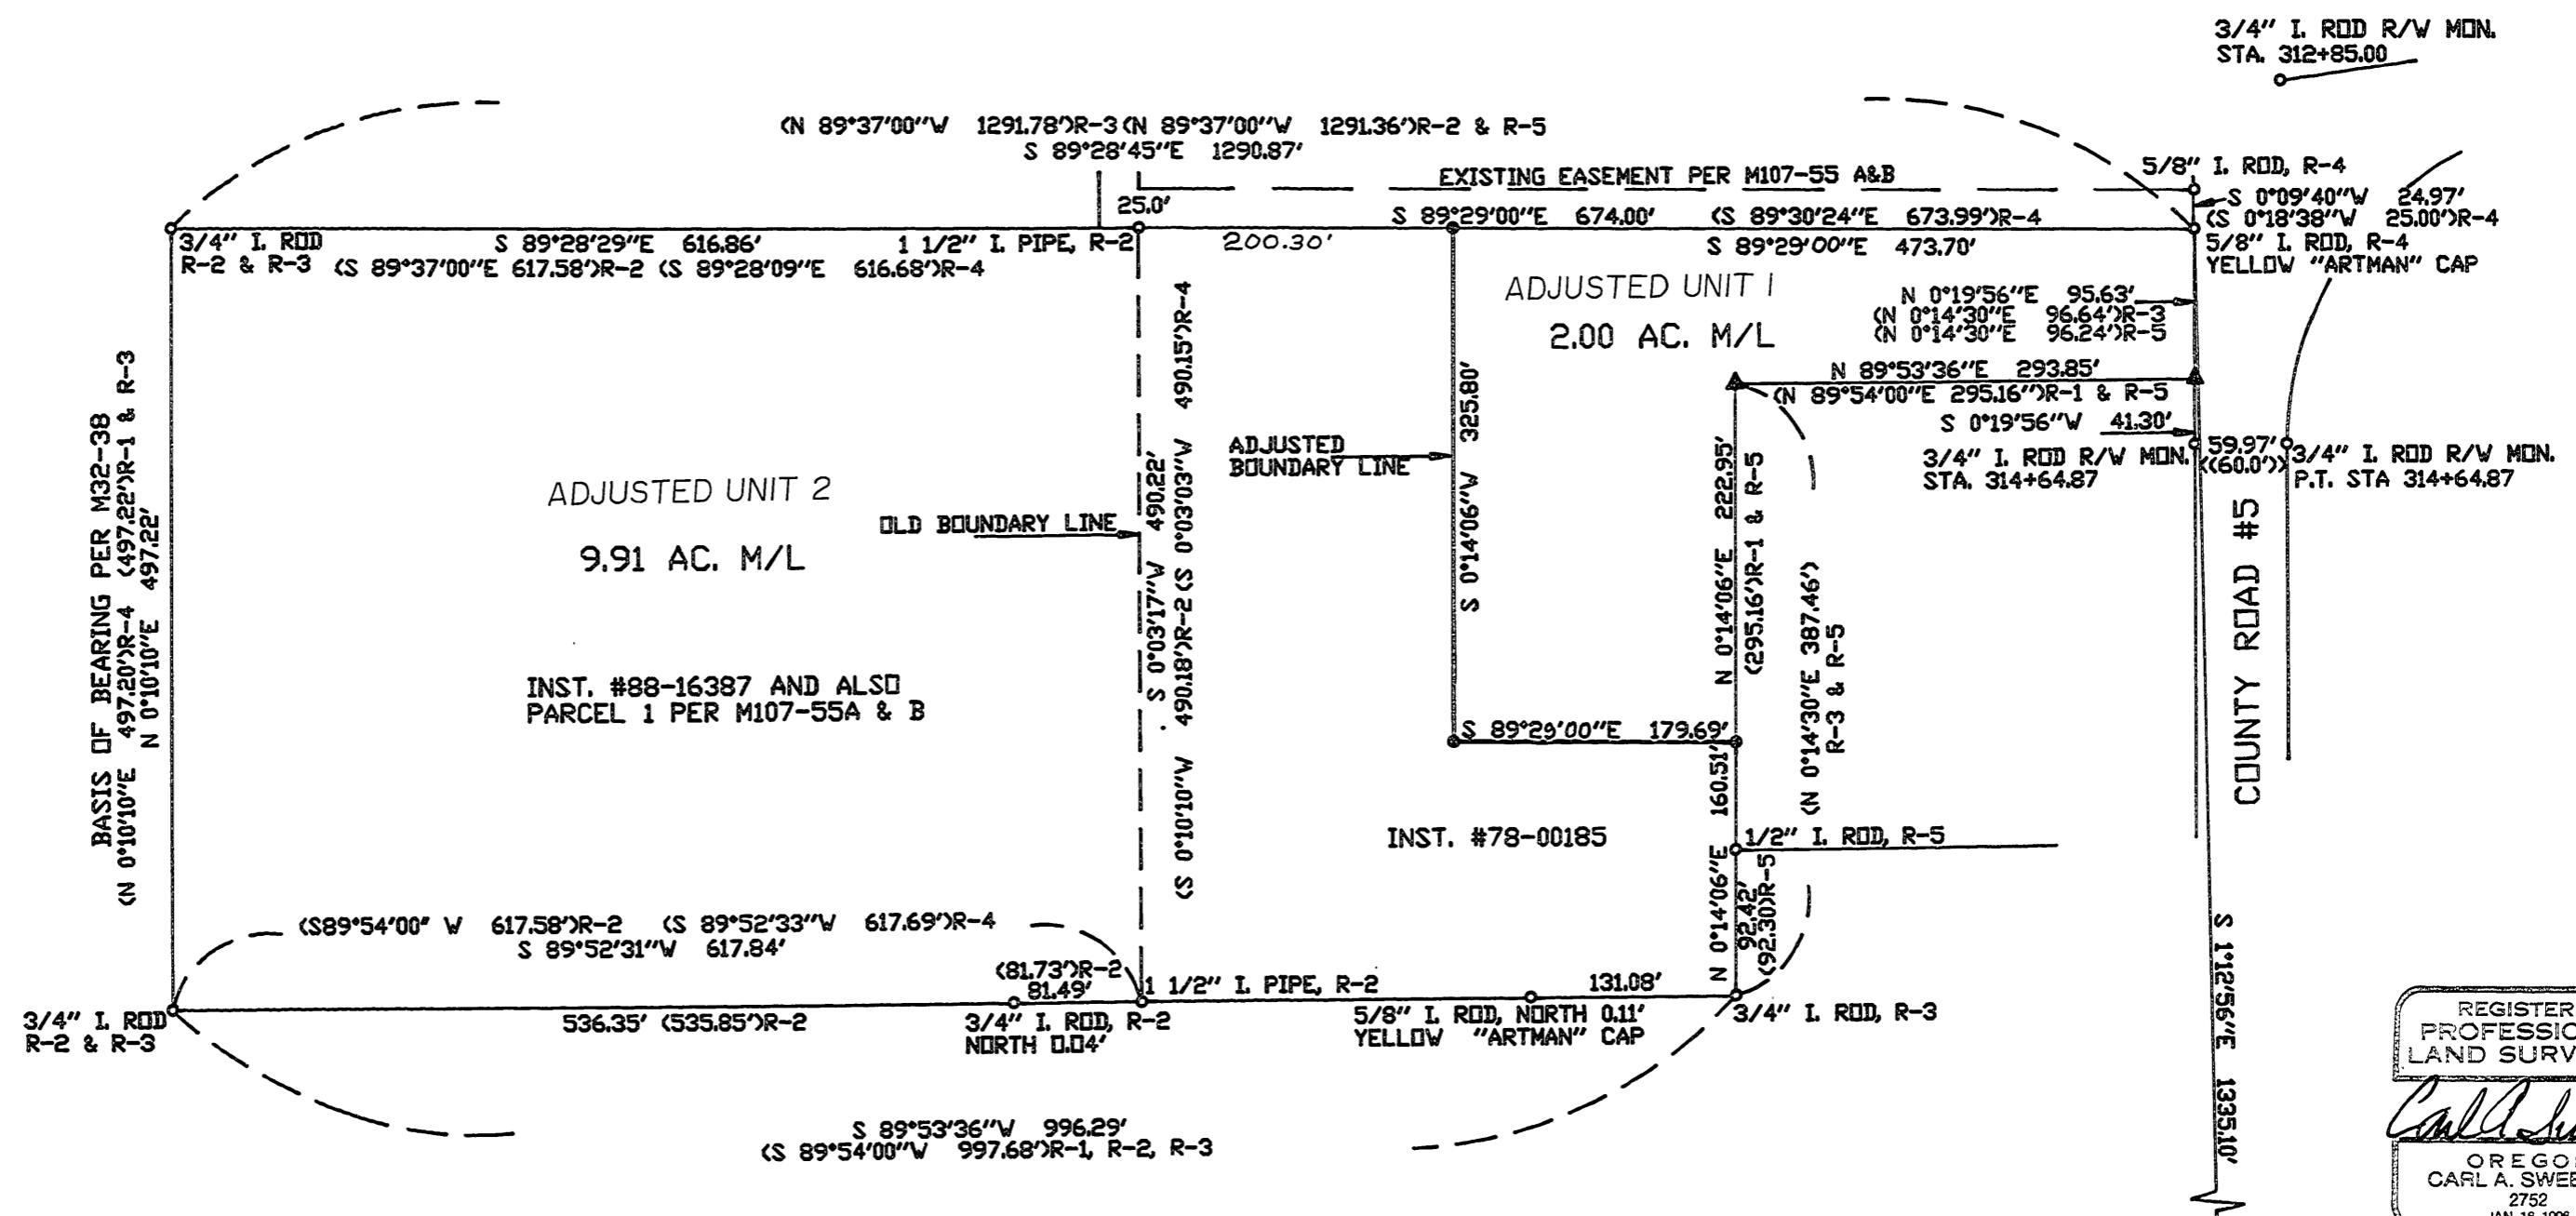 3/4" I. ROD R/W MON.
STA. 312+85.00
(N 89°37'00"W 1291.78')R-3 (N 89°37'00"W 1291.36')R-2 & R-5
S 89°28'45"E 1290.87'
EXISTING EASEMENT PER M107-55 A&B
5/8" I. ROD, R-4
S 0°09'40"W 24.97'
(S 0°18'38"W 25.00')R-4
5/8" I. ROD, R-4
YELLOW "ARTMAN" CAP
25.0'
S 89°29'00"E 674.00' (S 89°30'24"E 673.99')R-4
200.30'
S 89°29'00"E 473.70'
3/4" I. ROD
R-2 & R-3
S 89°28'29"E 616.86'
1 1/2" I. PIPE, R-2
(S 89°37'00"E 617.58')R-2 (S 89°28'09"E 616.68')R-4
ADJUSTED UNIT 1
2.00 AC. M/L
N 0°19'56"E 95.63'
(N 0°14'30"E 96.64')R-3
(N 0°14'30"E 96.24')R-5
N 89°53'36"E 293.85'
(N 89°54'00"E 295.16")R-1 & R-5
S 0°19'56"W 41.30'
3/4" I. ROD R/W MON.
STA. 314+64.87
59.97'
((60.0'))
3/4" I. ROD R/W MON.
P.T. STA 314+64.87
BASIS OF BEARING PER M32-38
(N 0°10'10"E 497.20')R-4 (497.22')R-1 & R-3
N 0°10'10"E 497.22'
ADJUSTED UNIT 2
9.91 AC. M/L
OLD BOUNDARY LINE
INST. #88-16387 AND ALSO
PARCEL 1 PER M107-55A & B
S 0°03'17"W 490.22'
(S 0°10'10"W 490.18')R-2 (S 0°03'03"W 490.15')R-4
ADJUSTED
BOUNDARY LINE
S 0°14'06"W 325.80'
N 0°14'06"E 222.95'
(295.16')R-1 & R-5
(N 0°14'30"E 387.46')
R-3 & R-5
S 89°29'00"E 179.69'
160.51'
INST. #78-00185
1/2" I. ROD, R-5
N 0°14'06"E
92.42'
(92.30)R-5
COUNTY ROAD #5
S 1°12'56"E 1335.10'
(S89°54'00" W 617.58')R-2 (S 89°52'33"W 617.69')R-4
S 89°52'31"W 617.84'
(81.73')R-2
81.49'
1 1/2" I. PIPE, R-2
131.08'
3/4" I. ROD
R-2 & R-3
536.35' (535.85')R-2
3/4" I. ROD, R-2
NORTH 0.04'
5/8" I. ROD, NORTH 0.11'
YELLOW "ARTMAN" CAP
3/4" I. ROD, R-3
S 89°53'36"W 996.29'
(S 89°54'00"W 997.68')R-1, R-2, R-3
REGISTER
PROFESSIO
LAND SURV
OREGO
CARL A. SWEE
2752
JAN. 16, 1996